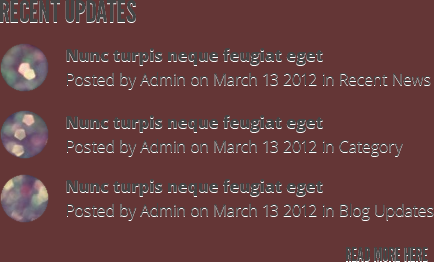 RECENT UPDATES
Nunc turpis neque feugiat eget
Posted by Admin on March 13 2012 in Recent News
Nunc turpis neque feugiat eget
Posted by Admin on March 13 2012 in Category
Nunc turpis neque feugiat eget
Posted by Admin on March 13 2012 in Blog Updates
READ MORE HERE